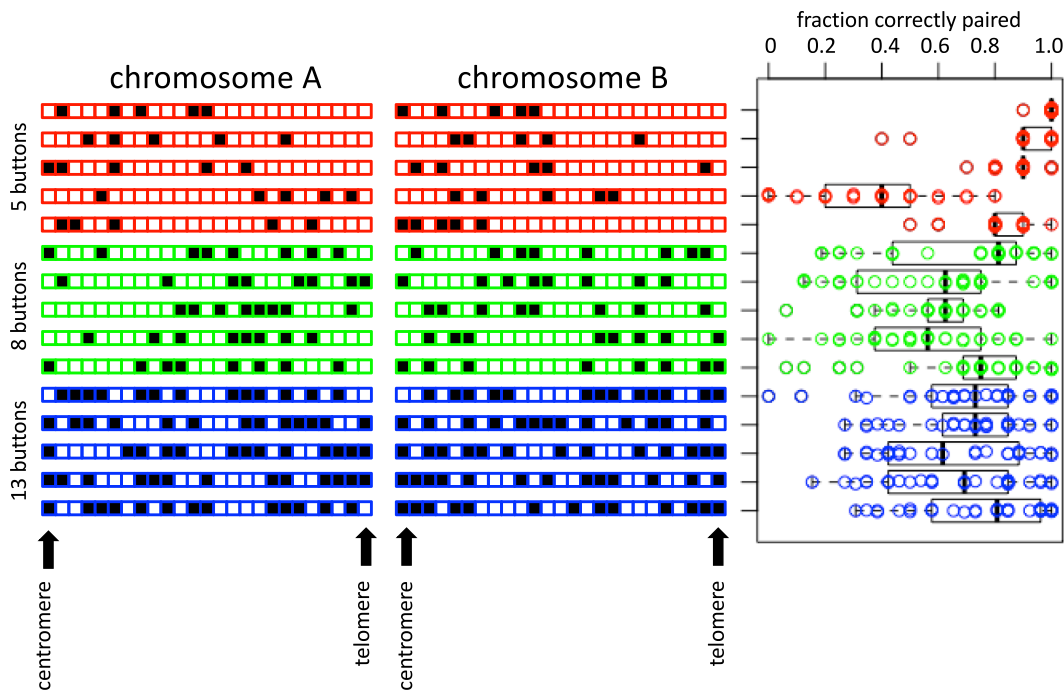 fraction correctly paired
0 0.2 0.4 0.6 0.8 1.0
chromosome A chromosome B
5 buttons
8 buttons
13 buttons
centromere
telomere
centromere
telomere